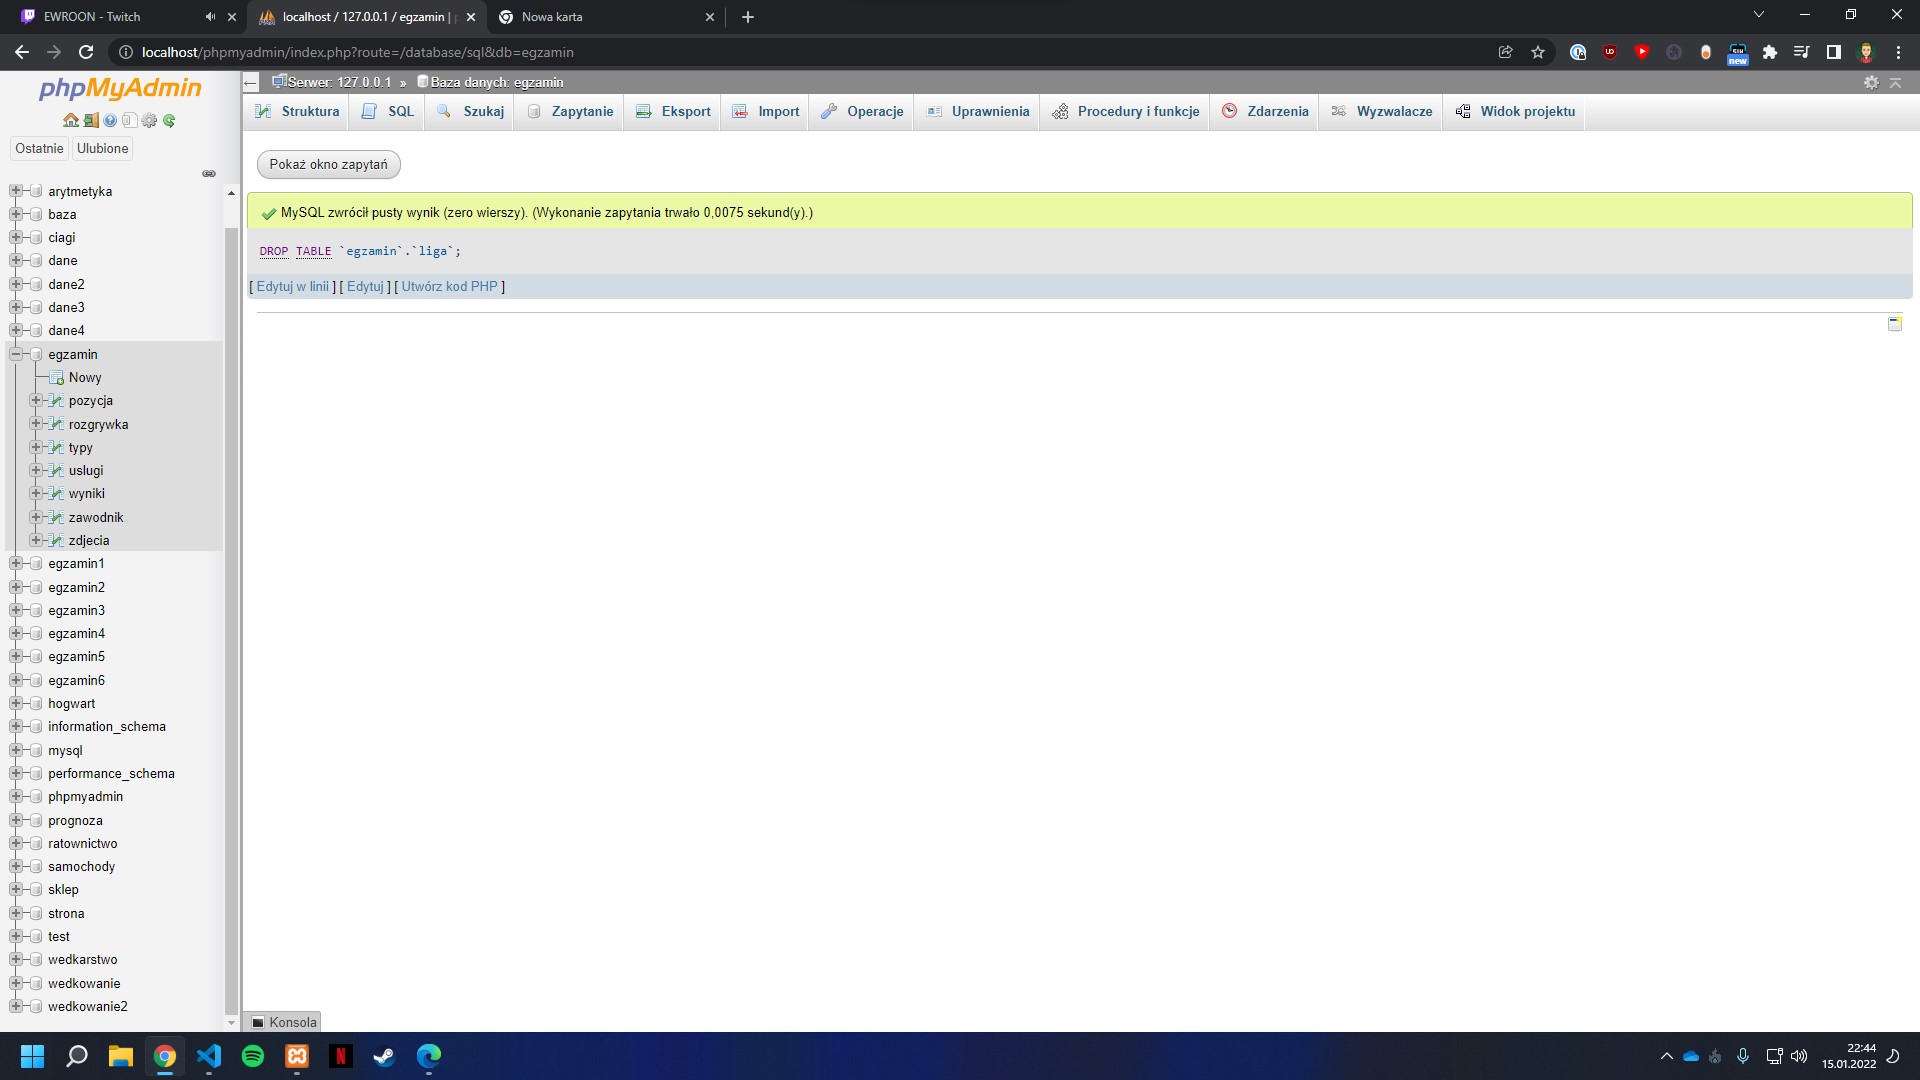 EWROON - Twitch
localhost / 127.0.0.1 / egzamin |
Nowa karta
localhost/phpmyadmin/index.php?route=/database/sql&db=egzamin
new
phpMyAdmin
Ostatnie
Ulubione
arytmetyka
baza
ciagi
dane
dane2
dane3
dane4
egzamin
Nowy
pozycja
rozgrywka
typy
uslugi
wyniki
zawodnik
zdjecia
egzamin1
egzamin2
egzamin3
egzamin4
egzamin5
egzamin6
hogwart
information_schema
mysql
performance_schema
phpmyadmin
prognoza
ratownictwo
samochody
sklep
strona
test
wedkarstwo
wedkowanie
wedkowanie2
Serwer: 127.0.0.1 » Baza danych: egzamin
Struktura SQL Szukaj Zapytanie Eksport Import Operacje Uprawnienia Procedury i funkcje Zdarzenia Wyzwalacze Widok projektu
Pokaż okno zapytań
MySQL zwrócił pusty wynik (zero wierszy). (Wykonanie zapytania trwało 0,0075 sekund(y).)
DROP TABLE `egzamin`.`liga`;
[ Edytuj w linii ] [ Edytuj ] [ Utwórz kod PHP ]
Konsola
22:44
15.01.2022